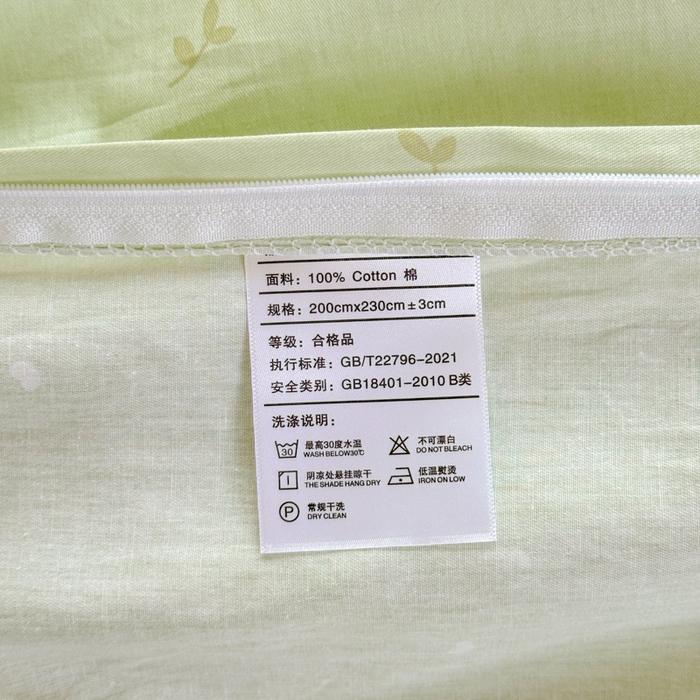 面料：100% Cotton 棉
规格：200cmx230cm±3cm
等级：合格品
执行标准：GB/T22796-2021
安全类别：GB18401-2010 B类
洗涤说明：
30 最高30度水温 不可漂白
WASH BELOW30℃ DO NOT BLEACH
阴凉处悬挂晾干 低温熨烫
THE SHADE HANG DRY IRON ON LOW
P 常规干洗
DRY CLEAN